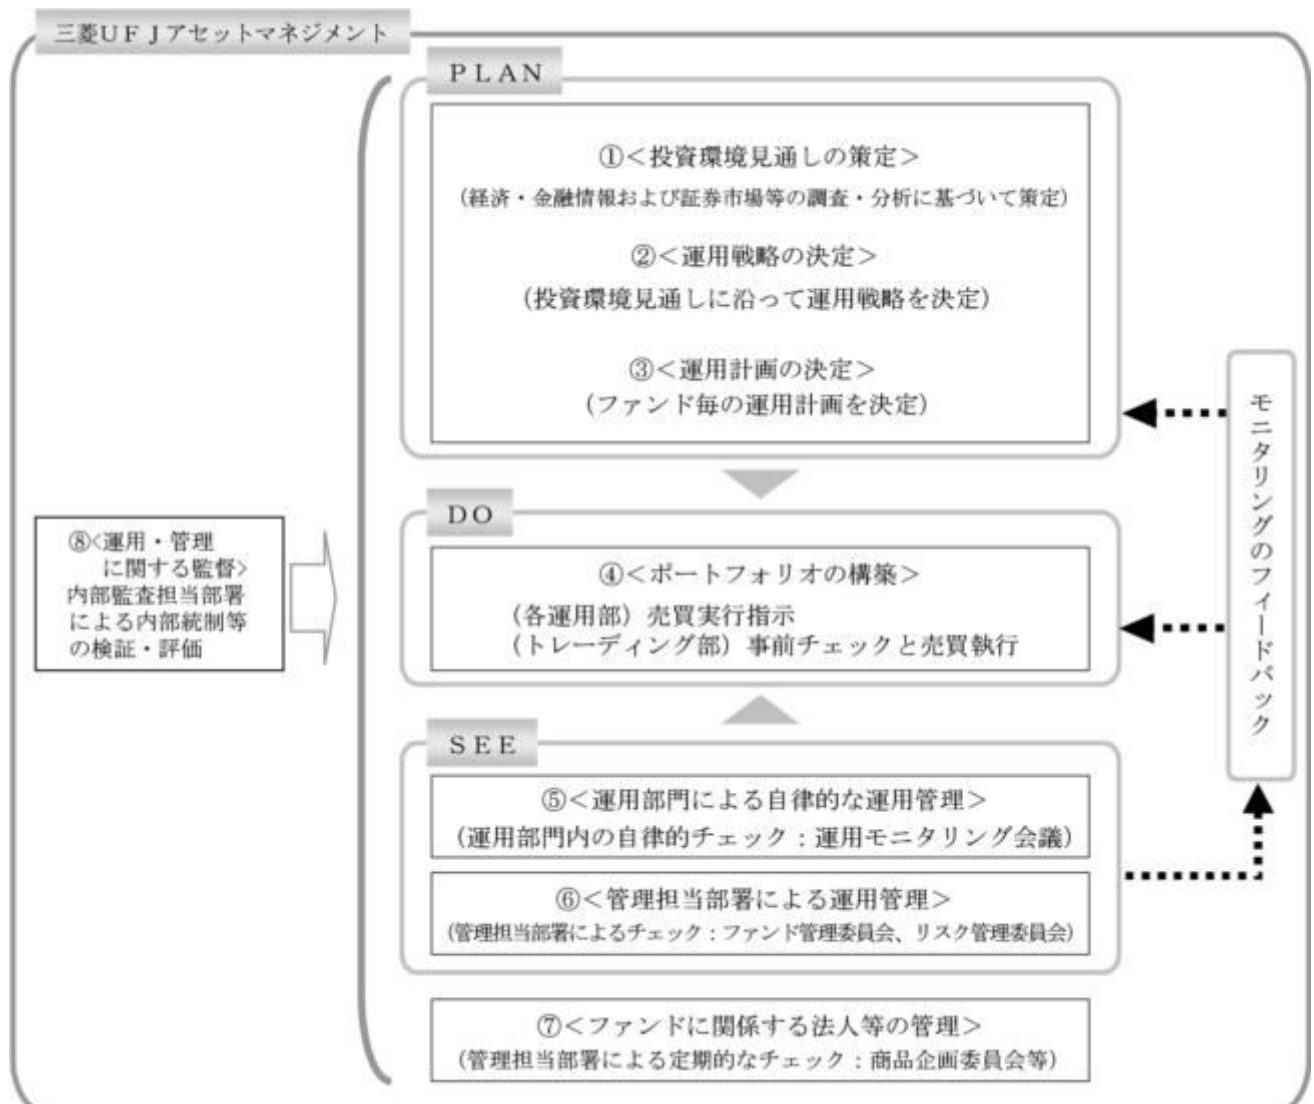 三菱UFJアセットマネジメント
PLAN
①<投資環境見通しの策定>
(経済・金融情報および証券市場等の調査・分析に基づいて策定)
②<運用戦略の決定>
(投資環境見通しに沿って運用戦略を決定)
③<運用計画の決定>
(ファンド毎の運用計画を決定)
DO
④<ポートフォリオの構築>
(各運用部)売買実行指示
(トレーディング部)事前チェックと売買執行
SEE
⑤<運用部門による自律的な運用管理>
(運用部門内の自律的チェック:運用モニタリング会議)
⑥<管理担当部署による運用管理>
(管理担当部署によるチェック:ファンド管理委員会、リスク管理委員会)
⑦<ファンドに関係する法人等の管理>
(管理担当部署による定期的なチェック:商品企画委員会等)
⑧<運用・管理
に関する監督>
内部監査担当部署
による内部統制等
の検証・評価
モニタリングのフィードバック